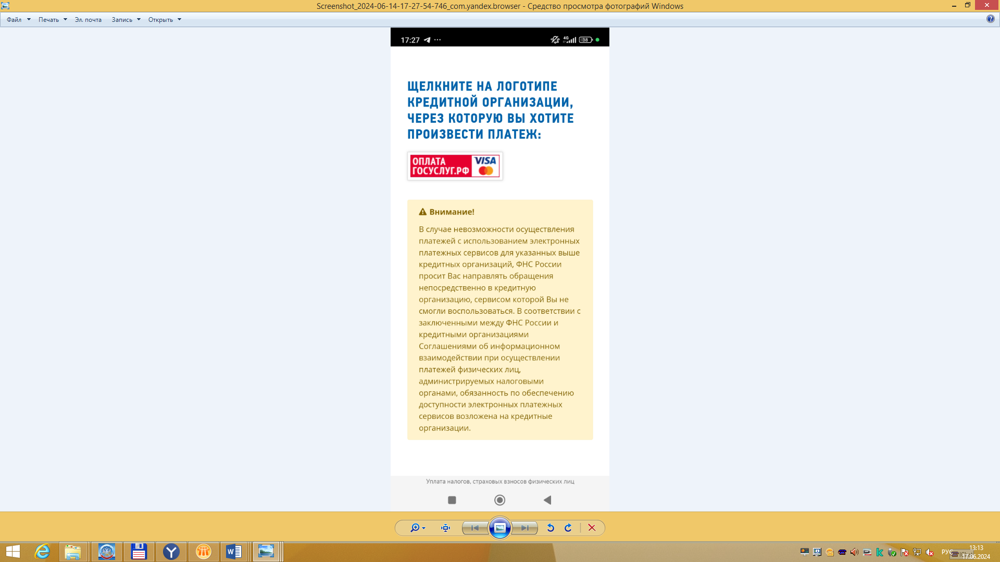 Screenshot_2024-06-14-17-27-54-746_com.yandex.browser - Средство просмотра фотографий Windows
Файл Печать Эл. почта Запись Открыть
17:27 4G 38
ЩЕЛКНИТЕ НА ЛОГОТИПЕ
КРЕДИТНОЙ ОРГАНИЗАЦИИ,
ЧЕРЕЗ КОТОРУЮ ВЫ ХОТИТЕ
ПРОИЗВЕСТИ ПЛАТЕЖ:
ОПЛАТА
ГОСУСЛУГ.РФ
VISA
Внимание!
В случае невозможности осуществления
платежей с использованием электронных
платежных сервисов для указанных выше
кредитных организаций, ФНС России
просит Вас направлять обращения
непосредственно в кредитную
организацию, сервисом которой Вы не
смогли воспользоваться. В соответствии с
заключенными между ФНС России и
кредитными организациями
Соглашениями об информационном
взаимодействии при осуществлении
платежей физических лиц,
администрируемых налоговыми
органами, обязанность по обеспечению
доступности электронных платежных
сервисов возложена на кредитные
организации.
Уплата налогов, страховых взносов физических лиц
РУС
13:13
17.06.2024